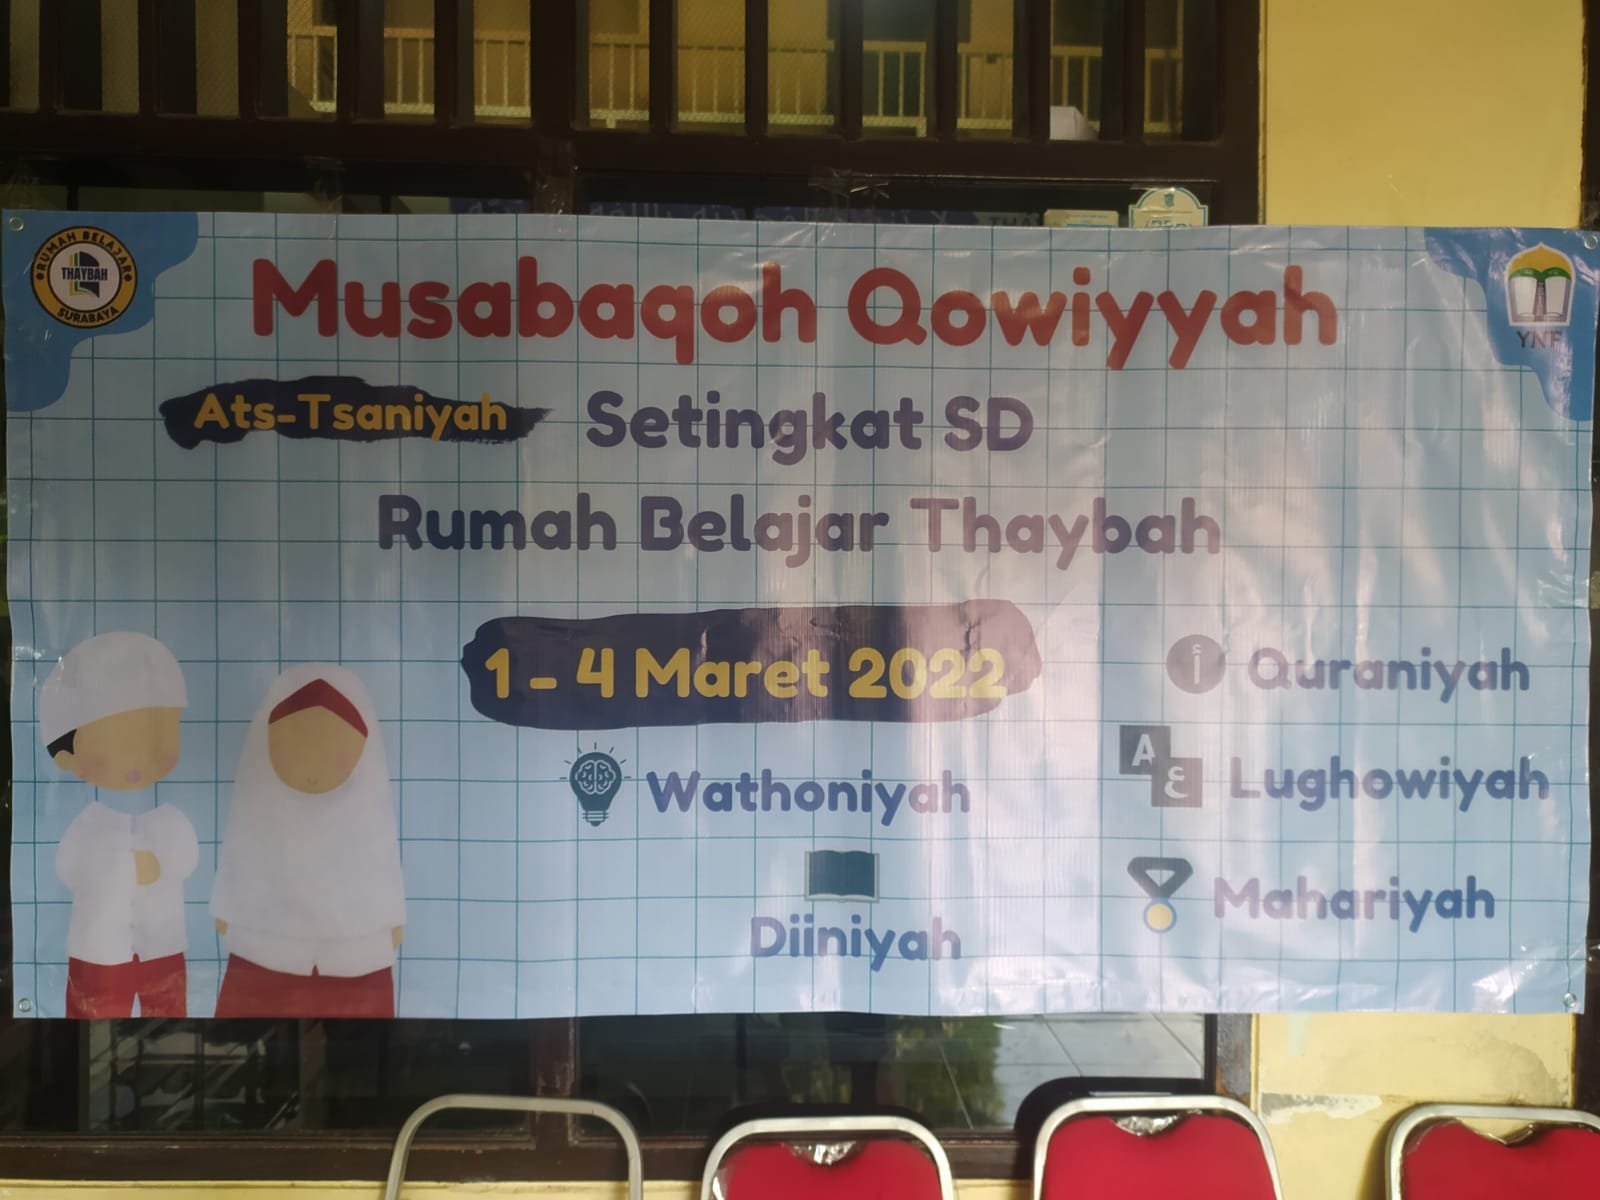 RUMAH BELAJAR
THAYBAH
SURABAYA
YNF
Musabaqoh Qowiyyah
Ats-Tsaniyah Setingkat SD
Rumah Belajar Thaybah
1 - 4 Maret 2022
أ Quraniyah
Wathoniyah
A ع Lughowiyah
Diiniyah
Mahariyah